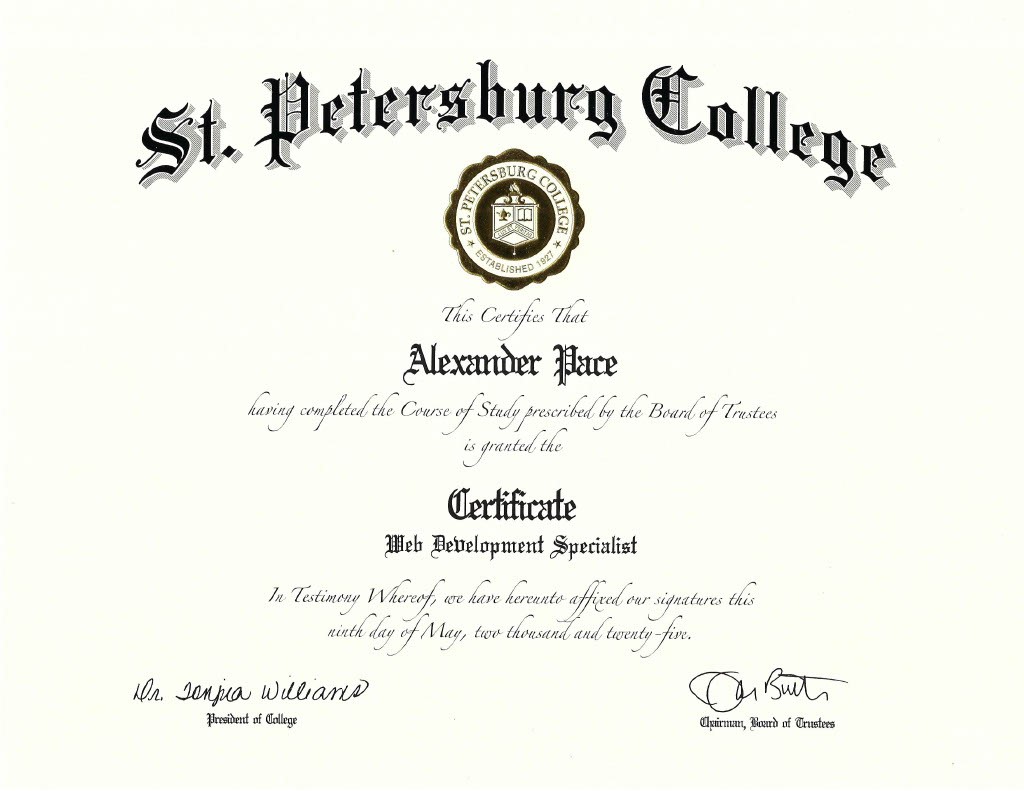 St. Petersburg College
ST. PETERSBURG COLLEGE
ESTABLISHED 1927
This Certifies That
Alexander Pace
having completed the Course of Study prescribed by the Board of Trustees
is granted the
Certificate
Web Development Specialist
In Testimony Whereof, we have hereunto affixed our signatures this
ninth day of May, two thousand and twenty-five.
Dr. Tonjua Williams
President of College
Chairman, Board of Trustees